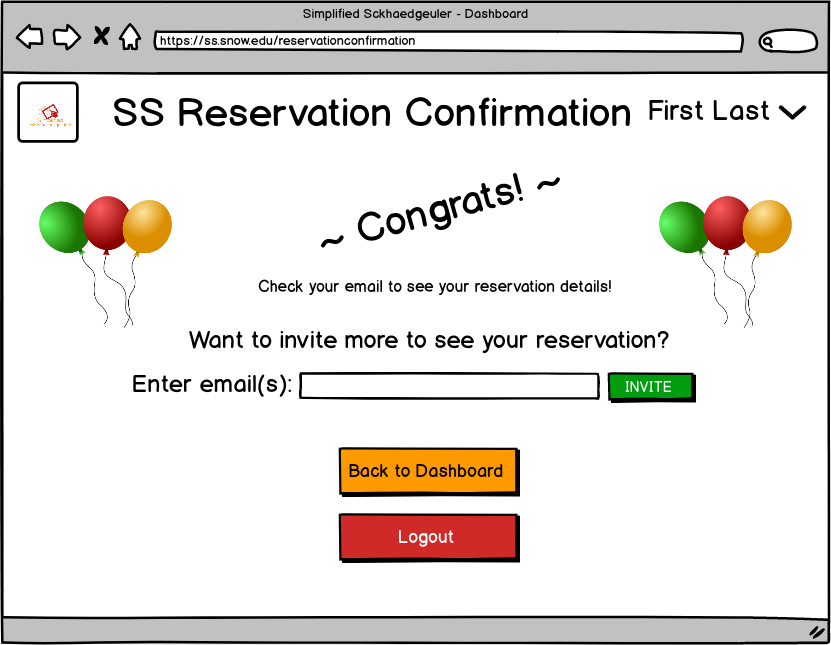 Simplified Sckhaedgeuler - Dashboard
https://ss.snow.edu/reservationconfirmation
SS Reservation Confirmation
First Last
~ Congrats! ~
Check your email to see your reservation details!
Want to invite more to see your reservation?
Enter email(s):
INVITE
Back to Dashboard
Logout